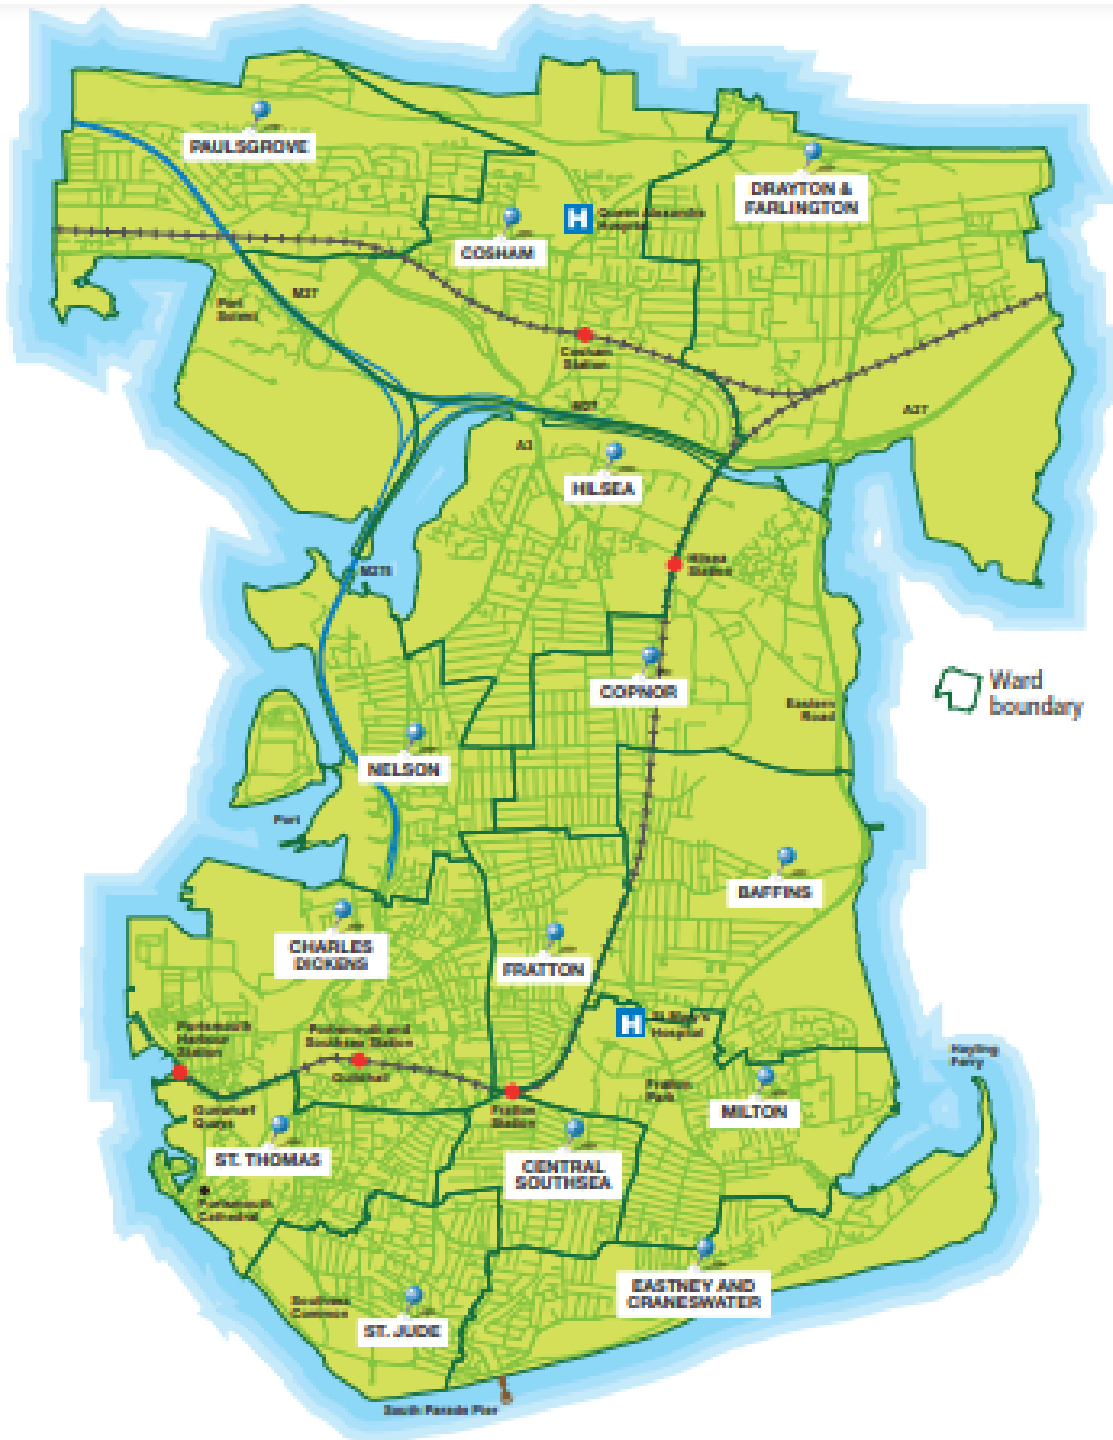 PAULSGROVE
DRAYTON &
FARLINGTON
H
Queen Alexandra
Hospital
COSHAM
M27
Port
Solent
Cosham
Station
M27
A27
A3
HILSEA
Hilsea
Station
M275
COPNOR
Ward
boundary
Eastern
Road
NELSON
Port
BAFFINS
CHARLES
DICKENS
FRATTON
H
St Mary's
Hospital
Portsmouth
Harbour
Station
Portsmouth and
Southsea Station
Guildhall
Hayling
Ferry
Fratton
Park
MILTON
Gunwharf
Quays
Fratton
Station
ST. THOMAS
CENTRAL
SOUTHSEA
Portsmouth
Cathedral
EASTNEY AND
CRANESWATER
Southsea
Common
ST. JUDE
South Parade Pier